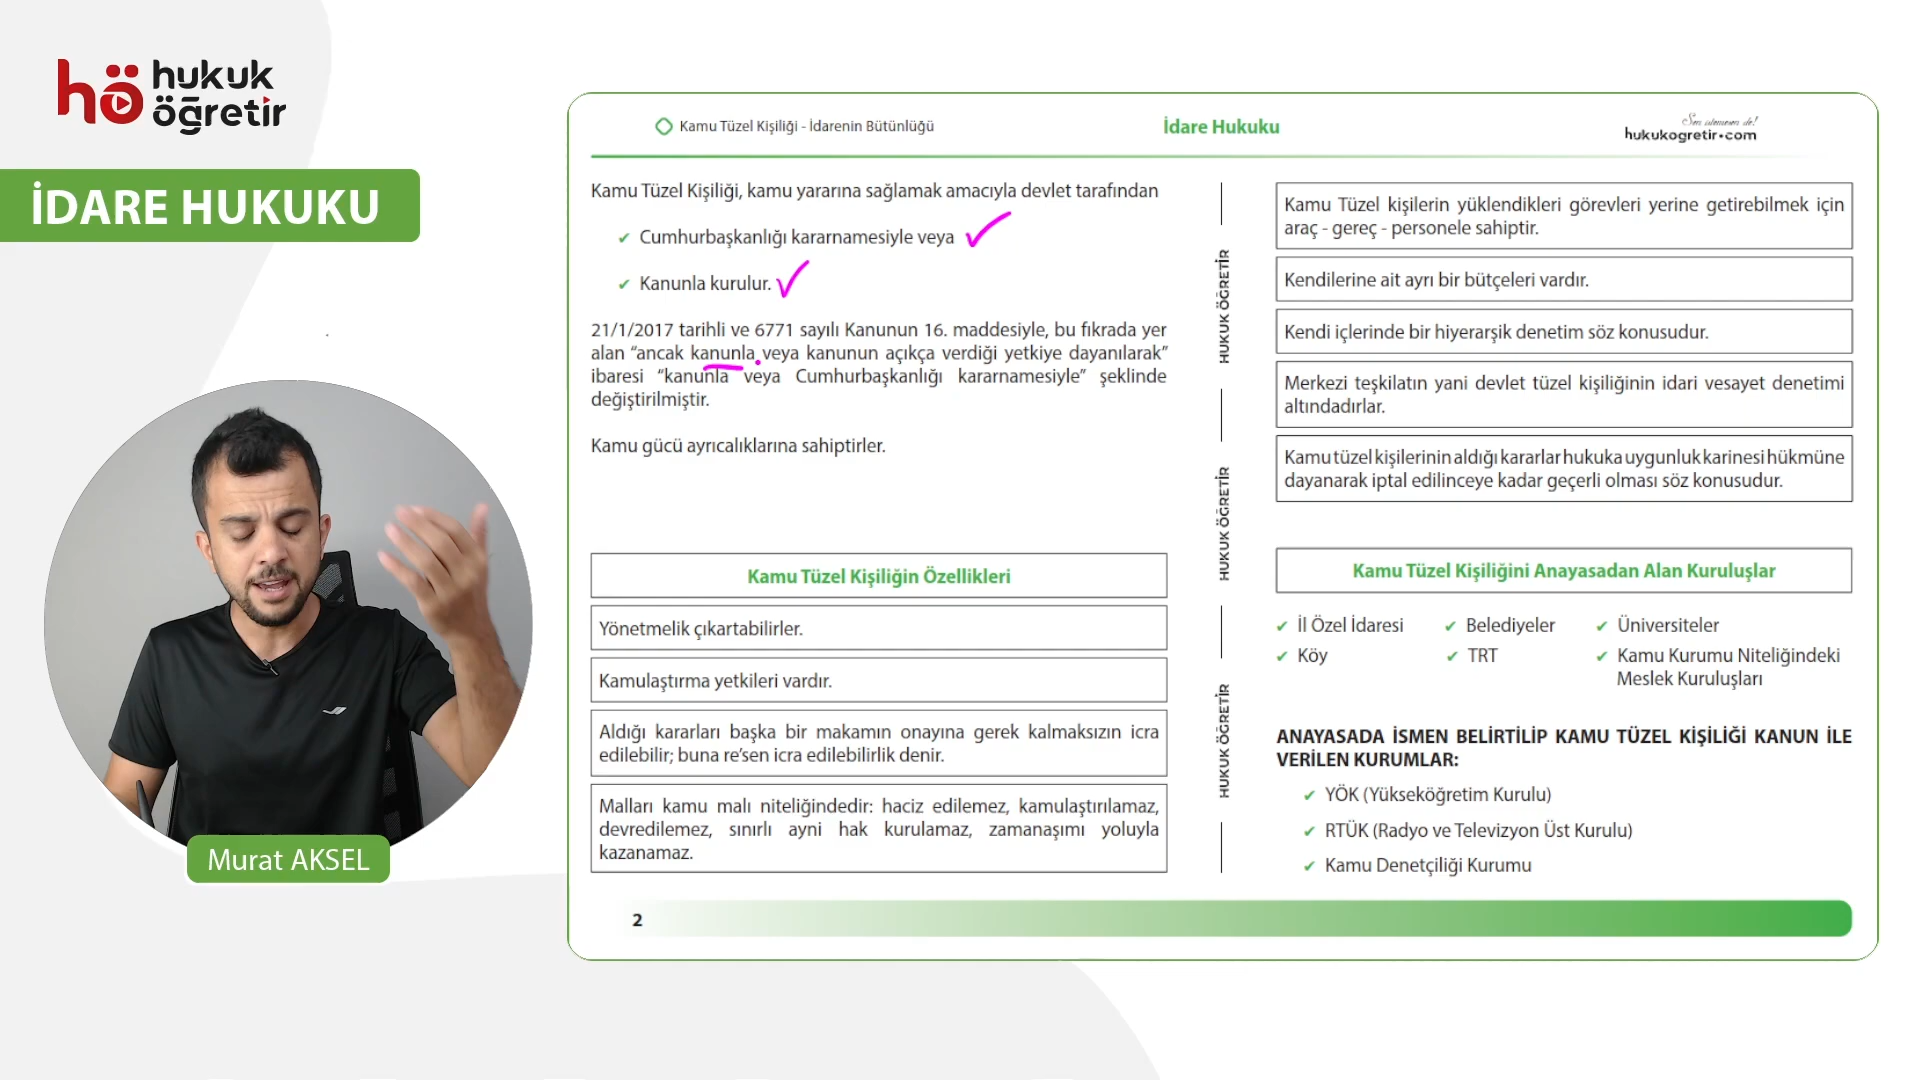 hö hukuk
öğretir
İDARE HUKUKU
Murat AKSEL
Kamu Tüzel Kişiliği - İdarenin Bütünlüğü
İdare Hukuku
Sen istemesen de!
hukukogretir•com
Kamu Tüzel Kişiliği, kamu yararına sağlamak amacıyla devlet tarafından
✔ Cumhurbaşkanlığı kararnamesiyle veya
✔ Kanunla kurulur.
21/1/2017 tarihli ve 6771 sayılı Kanunun 16. maddesiyle, bu fıkrada yer
alan “ancak kanunla veya kanunun açıkça verdiği yetkiye dayanılarak”
ibaresi “kanunla veya Cumhurbaşkanlığı kararnamesiyle” şeklinde
değiştirilmiştir.
Kamu gücü ayrıcalıklarına sahiptirler.
Kamu Tüzel Kişiliğin Özellikleri
Yönetmelik çıkartabilirler.
Kamulaştırma yetkileri vardır.
Aldığı kararları başka bir makamın onayına gerek kalmaksızın icra
edilebilir; buna re’sen icra edilebilirlik denir.
Malları kamu malı niteliğindedir: haciz edilemez, kamulaştırılamaz,
devredilemez, sınırlı ayni hak kurulamaz, zamanaşımı yoluyla
kazanamaz.
HUKUK ÖĞRETİR
HUKUK ÖĞRETİR
HUKUK ÖĞRETİR
Kamu Tüzel kişilerin yüklendikleri görevleri yerine getirebilmek için
araç - gereç - personele sahiptir.
Kendilerine ait ayrı bir bütçeleri vardır.
Kendi içlerinde bir hiyerarşik denetim söz konusudur.
Merkezi teşkilatın yani devlet tüzel kişiliğinin idari vesayet denetimi
altındadırlar.
Kamu tüzel kişilerinin aldığı kararlar hukuka uygunluk karinesi hükmüne
dayanarak iptal edilinceye kadar geçerli olması söz konusudur.
Kamu Tüzel Kişiliğini Anayasadan Alan Kuruluşlar
✔ İl Özel İdaresi ✔ Belediyeler ✔ Üniversiteler
✔ Köy ✔ TRT ✔ Kamu Kurumu Niteliğindeki
Meslek Kuruluşları
ANAYASADA İSMEN BELİRTİLİP KAMU TÜZEL KİŞİLİĞİ KANUN İLE
VERİLEN KURUMLAR:
✔ YÖK (Yükseköğretim Kurulu)
✔ RTÜK (Radyo ve Televizyon Üst Kurulu)
✔ Kamu Denetçiliği Kurumu
2